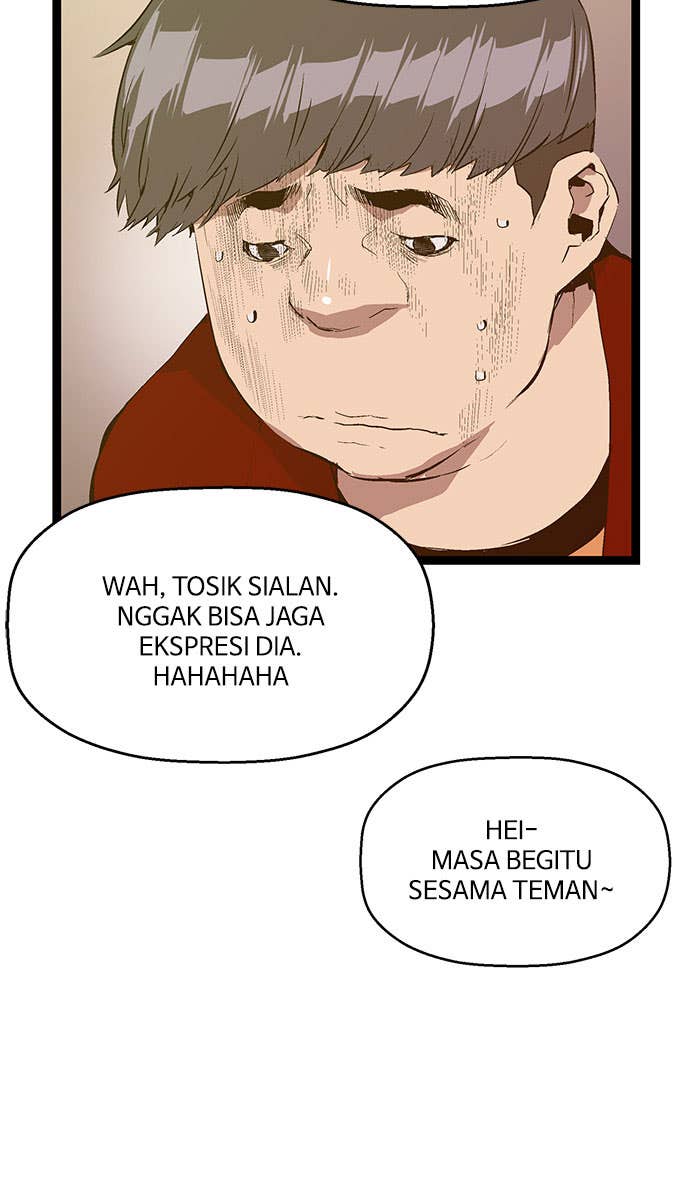 WAH, TOSIK SIALAN.
NGGAK BISA JAGA
EKSPRESI DIA.
HAHAHAHA
HEI-
MASA BEGITU
SESAMA TEMAN~